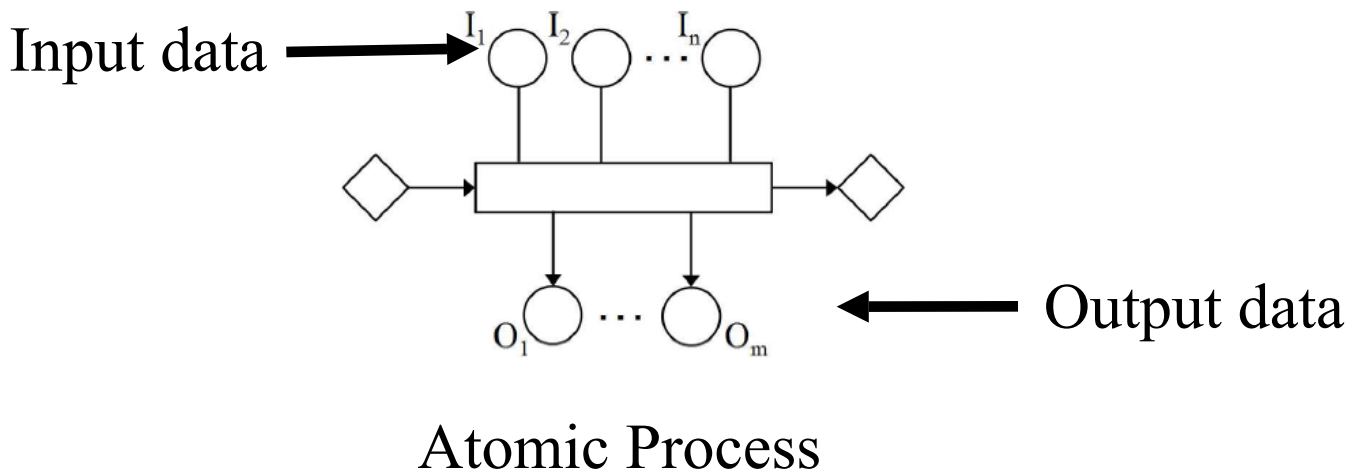 Input data
I₁ I₂ ... Iₙ
O₁ ... Oₘ
Output data
Atomic Process